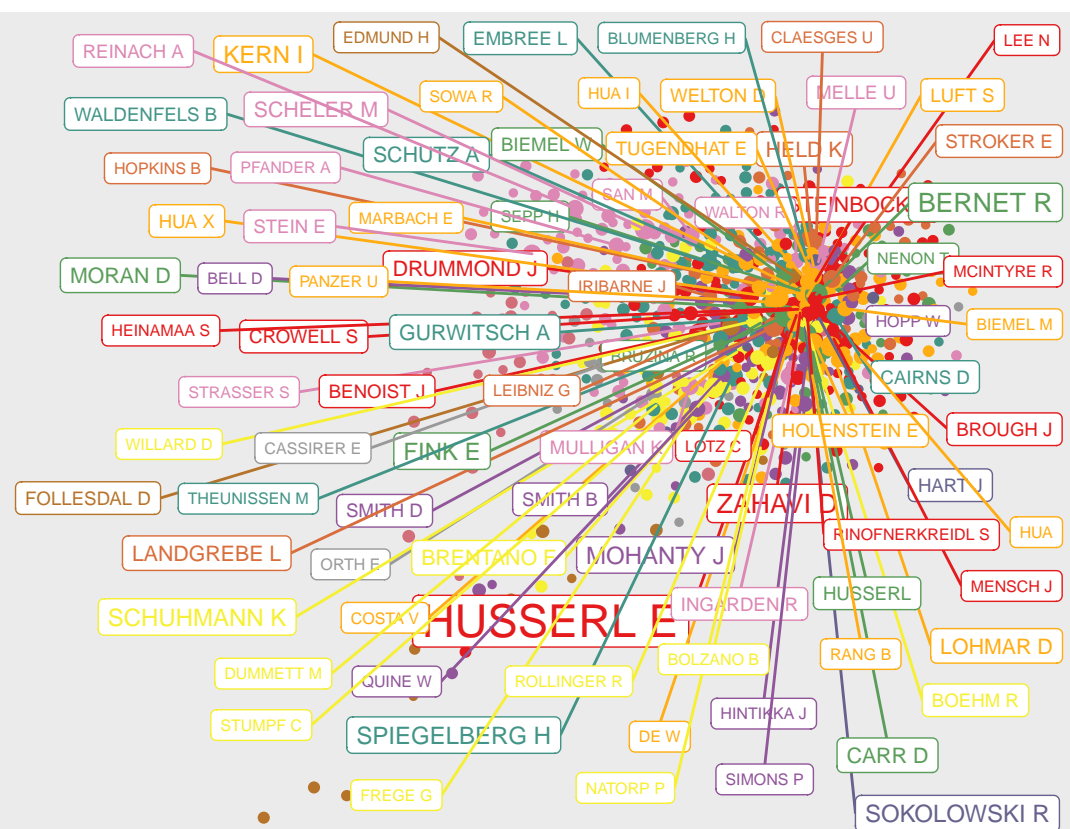 EDMUND H
EMBREE L
BLUMENBERG H
CLAESGES U
LEE N
REINACH A
KERN I
SOWA R
HUA I
WELTON D
MELLE U
LUFT S
WALDENFELS B
SCHELER M
STROKER E
SCHUTZ A
BIEMEL W
TUGENDHAT E
HELD K
HOPKINS B
PFANDER A
SAN M
WALTON R
STEINBOCK
BERNET R
HUA X
STEIN E
MARBACH E
SEPP H
NENON T
MORAN D
BELL D
PANZER U
DRUMMOND J
IRIBARNE J
MCINTYRE R
HEINAMAA S
CROWELL S
GURWITSCH A
HOPP W
BIEMEL M
BRUZINA R
CAIRNS D
STRASSER S
BENOIST J
LEIBNIZ G
WILLARD D
CASSIRER E
FINK E
MULLIGAN K
LOTZ C
HOLENSTEIN E
BROUGH J
FOLLESDAL D
THEUNISSEN M
SMITH D
SMITH B
ZAHAVI D
HART J
LANDGREBE L
ORTH E
BRENTANO F
MOHANTY J
RINOFNERKREIDL S
HUA
SCHUHMANN K
COSTA V
HUSSERL E
INGARDEN R
HUSSERL
MENSCH J
DUMMETT M
QUINE W
ROLLINGER R
BOLZANO B
RANG B
LOHMAR D
STUMPF C
SPIEGELBERG H
DE W
HINTIKKA J
BOEHM R
CARR D
FREGE G
NATORP P
SIMONS P
SOKOLOWSKI R